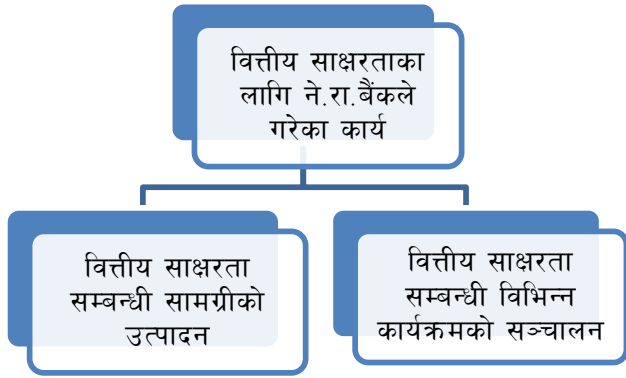 वित्तीय साक्षरताका
लागि ने.रा.बैंकले
गरेका कार्य
वित्तीय साक्षरता
सम्बन्धी सामग्रीको
उत्पादन
वित्तीय साक्षरता
सम्बन्धी विभिन्न
कार्यक्रमको सञ्चालन